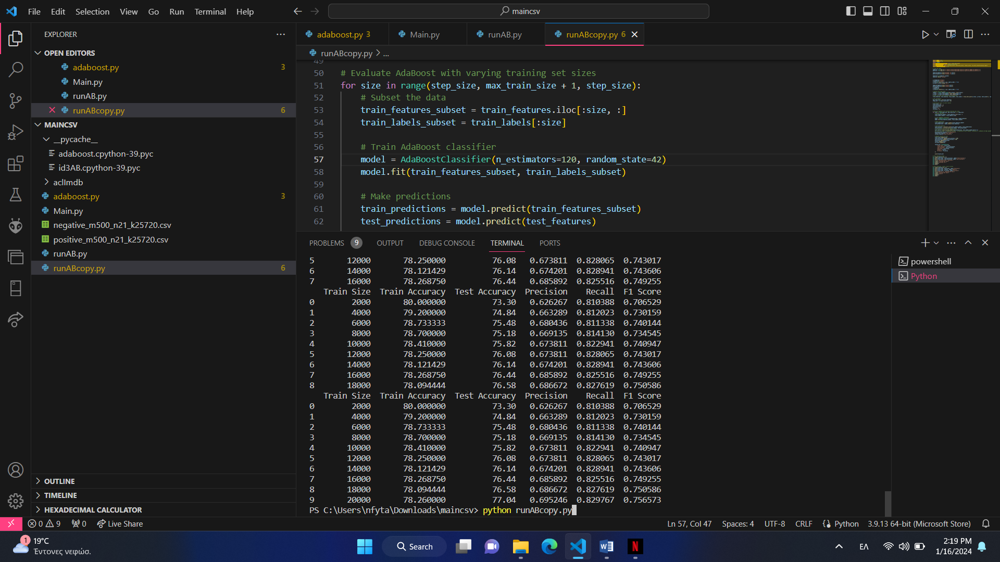 File Edit Selection View Go Run Terminal Help
maincsv
EXPLORER
OPEN EDITORS
adaboost.py 3
Main.py
runAB.py
runABcopy.py 6
MAINCSV
__pycache__
adaboost.cpython-39.pyc
id3AB.cpython-39.pyc
aclImdb
adaboost.py 3
Main.py
negative_m500_n21_k25720.csv
positive_m500_n21_k25720.csv
runAB.py
runABcopy.py 6
OUTLINE
TIMELINE
HEXADECIMAL CALCULATOR
adaboost.py 3 Main.py runAB.py runABcopy.py 6
runABcopy.py > ...
49
50 # Evaluate AdaBoost with varying training set sizes
51 for size in range(step_size, max_train_size + 1, step_size):
52 # Subset the data
53 train_features_subset = train_features.iloc[:size, :]
54 train_labels_subset = train_labels[:size]
55
56 # Train AdaBoost classifier
57 model = AdaBoostClassifier(n_estimators=120, random_state=42)
58 model.fit(train_features_subset, train_labels_subset)
59
60 # Make predictions
61 train_predictions = model.predict(train_features_subset)
62 test_predictions = model.predict(test_features)
PROBLEMS 9 OUTPUT DEBUG CONSOLE TERMINAL PORTS
5 12000 78.250000 76.08 0.673811 0.828065 0.743017
6 14000 78.121429 76.14 0.674201 0.828941 0.743606
7 16000 78.268750 76.44 0.685892 0.825516 0.749255
Train Size Train Accuracy Test Accuracy Precision Recall F1 Score
0 2000 80.000000 73.30 0.626267 0.810388 0.706529
1 4000 79.200000 74.84 0.663289 0.812023 0.730159
2 6000 78.733333 75.48 0.680436 0.811338 0.740144
3 8000 78.700000 75.18 0.669135 0.814130 0.734545
4 10000 78.410000 75.82 0.673811 0.822941 0.740947
5 12000 78.250000 76.08 0.673811 0.828065 0.743017
6 14000 78.121429 76.14 0.674201 0.828941 0.743606
7 16000 78.268750 76.44 0.685892 0.825516 0.749255
8 18000 78.094444 76.58 0.686672 0.827619 0.750586
Train Size Train Accuracy Test Accuracy Precision Recall F1 Score
0 2000 80.000000 73.30 0.626267 0.810388 0.706529
1 4000 79.200000 74.84 0.663289 0.812023 0.730159
2 6000 78.733333 75.48 0.680436 0.811338 0.740144
3 8000 78.700000 75.18 0.669135 0.814130 0.734545
4 10000 78.410000 75.82 0.673811 0.822941 0.740947
5 12000 78.250000 76.08 0.673811 0.828065 0.743017
6 14000 78.121429 76.14 0.674201 0.828941 0.743606
7 16000 78.268750 76.44 0.685892 0.825516 0.749255
8 18000 78.094444 76.58 0.686672 0.827619 0.750586
9 20000 78.260000 77.04 0.695246 0.829767 0.756573
PS C:\Users\nfyta\Downloads\maincsv> python runABcopy.py
powershell
Python
0 9 0 Live Share
Ln 57, Col 47 Spaces: 4 UTF-8 CRLF Python 3.9.13 64-bit (Microsoft Store)
1
19°C
Έντονες νεφώσ.
Search
W
N
ΕΛ
2:19 PM
1/16/2024